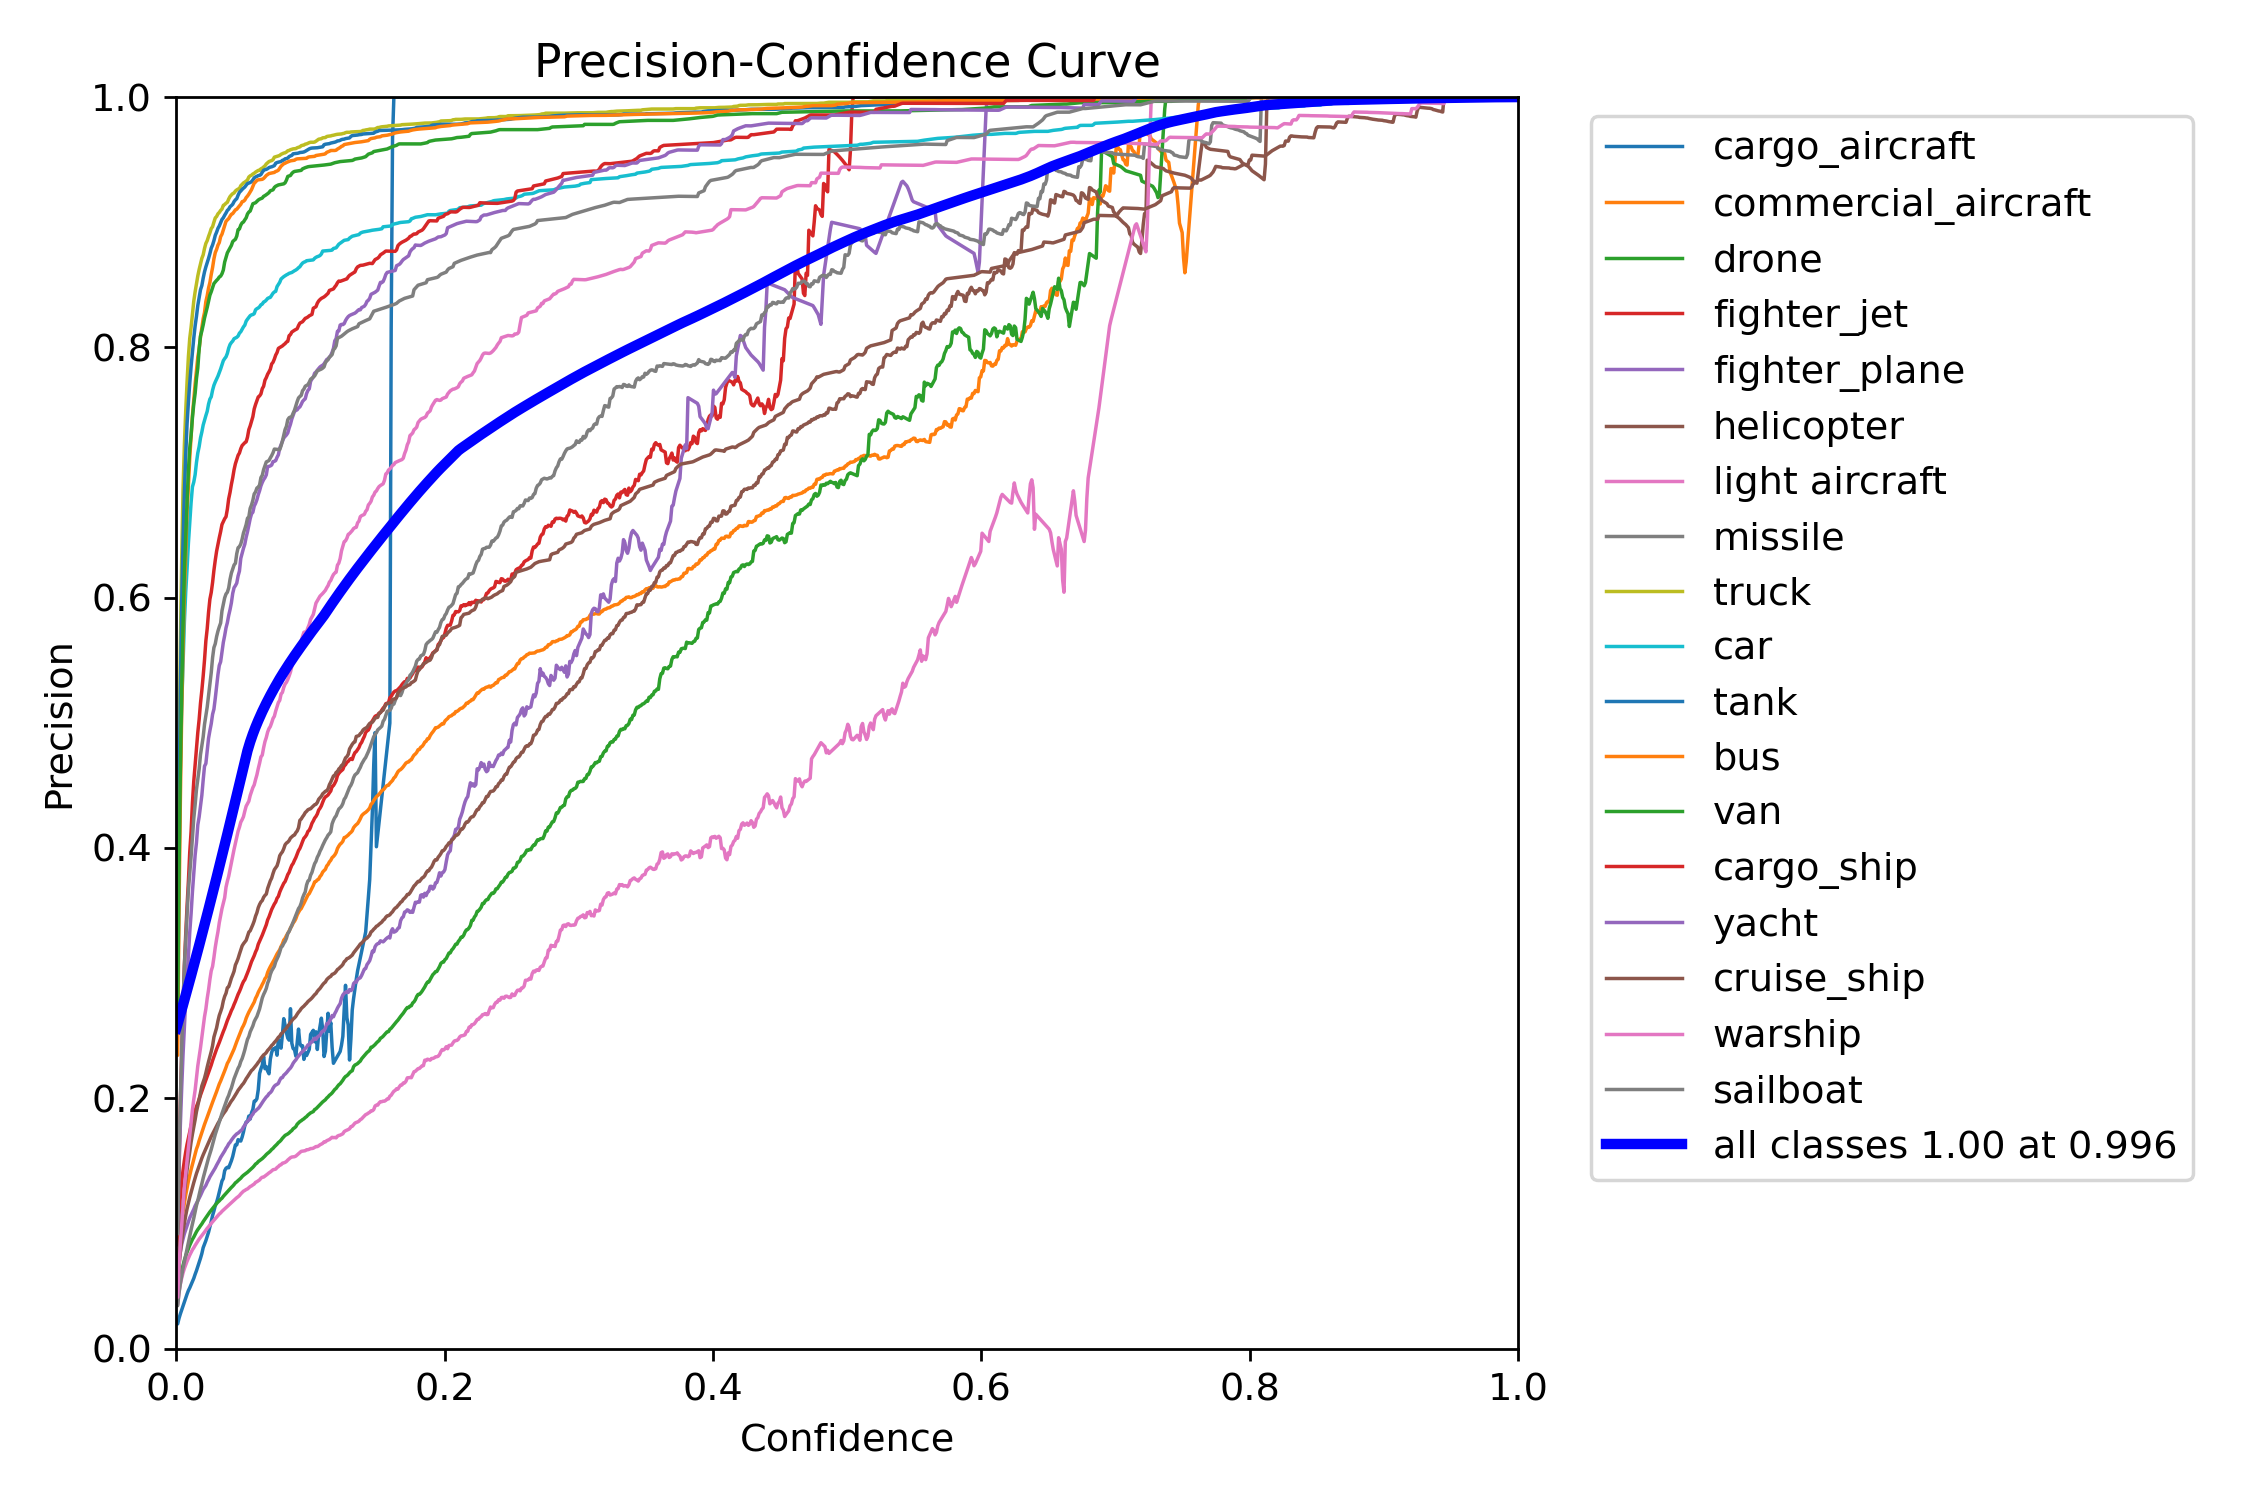 Precision-Confidence Curve
1.0
0.8
0.6
0.4
0.2
0.0
Precision
0.0 0.2 0.4 0.6 0.8 1.0
Confidence
cargo_aircraft
commercial_aircraft
drone
fighter_jet
fighter_plane
helicopter
light aircraft
missile
truck
car
tank
bus
van
cargo_ship
yacht
cruise_ship
warship
sailboat
all classes 1.00 at 0.996